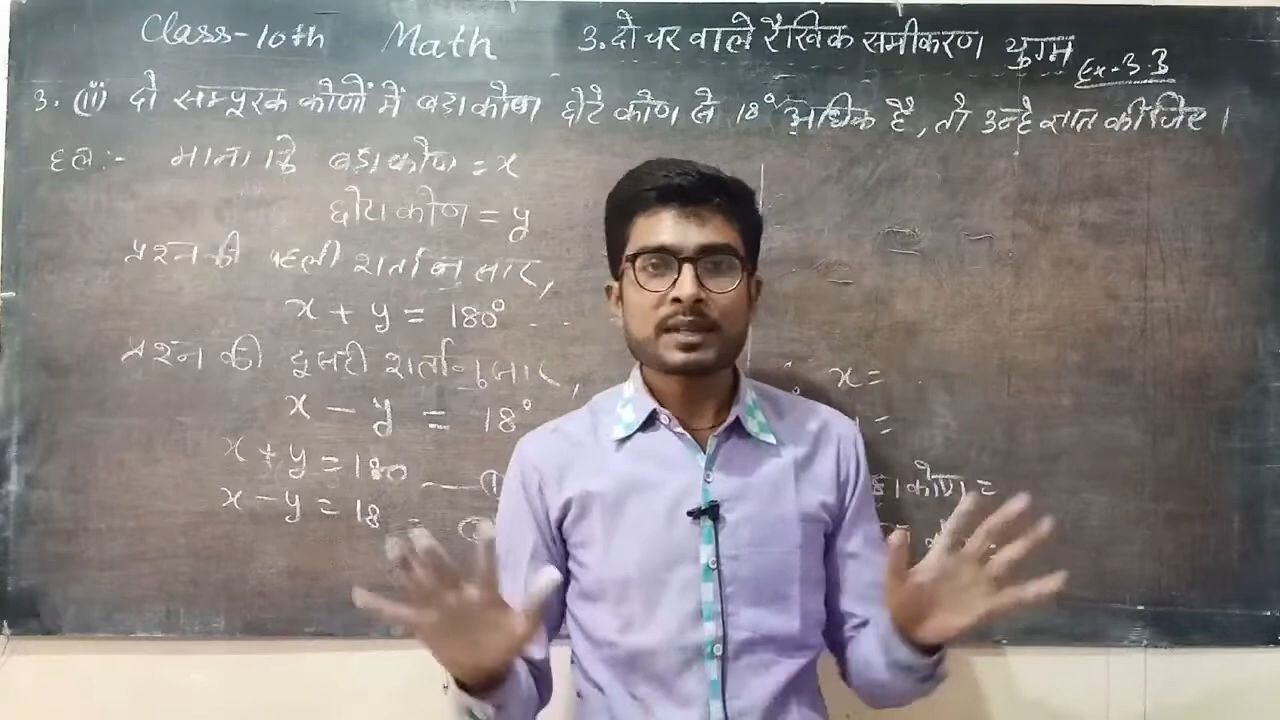 Class-10th Math 3. दो चर वाले रैखिक समीकरण युग्म Ex-3.3
3. (ii) दो सम्पूरक कोणों में बड़ा कोण छोटे कोण से 18° अधिक है, तो उन्हे ज्ञात कीजिए।
हल:- माना कि बड़ा कोण = x
छोटा कोण = y
प्रश्न की पहली शर्तानुसार,
x + y = 180°
प्रश्न की दूसरी शर्तानुसार,
x - y = 18°
x + y = 180
x - y = 18
x =
=
कोण =